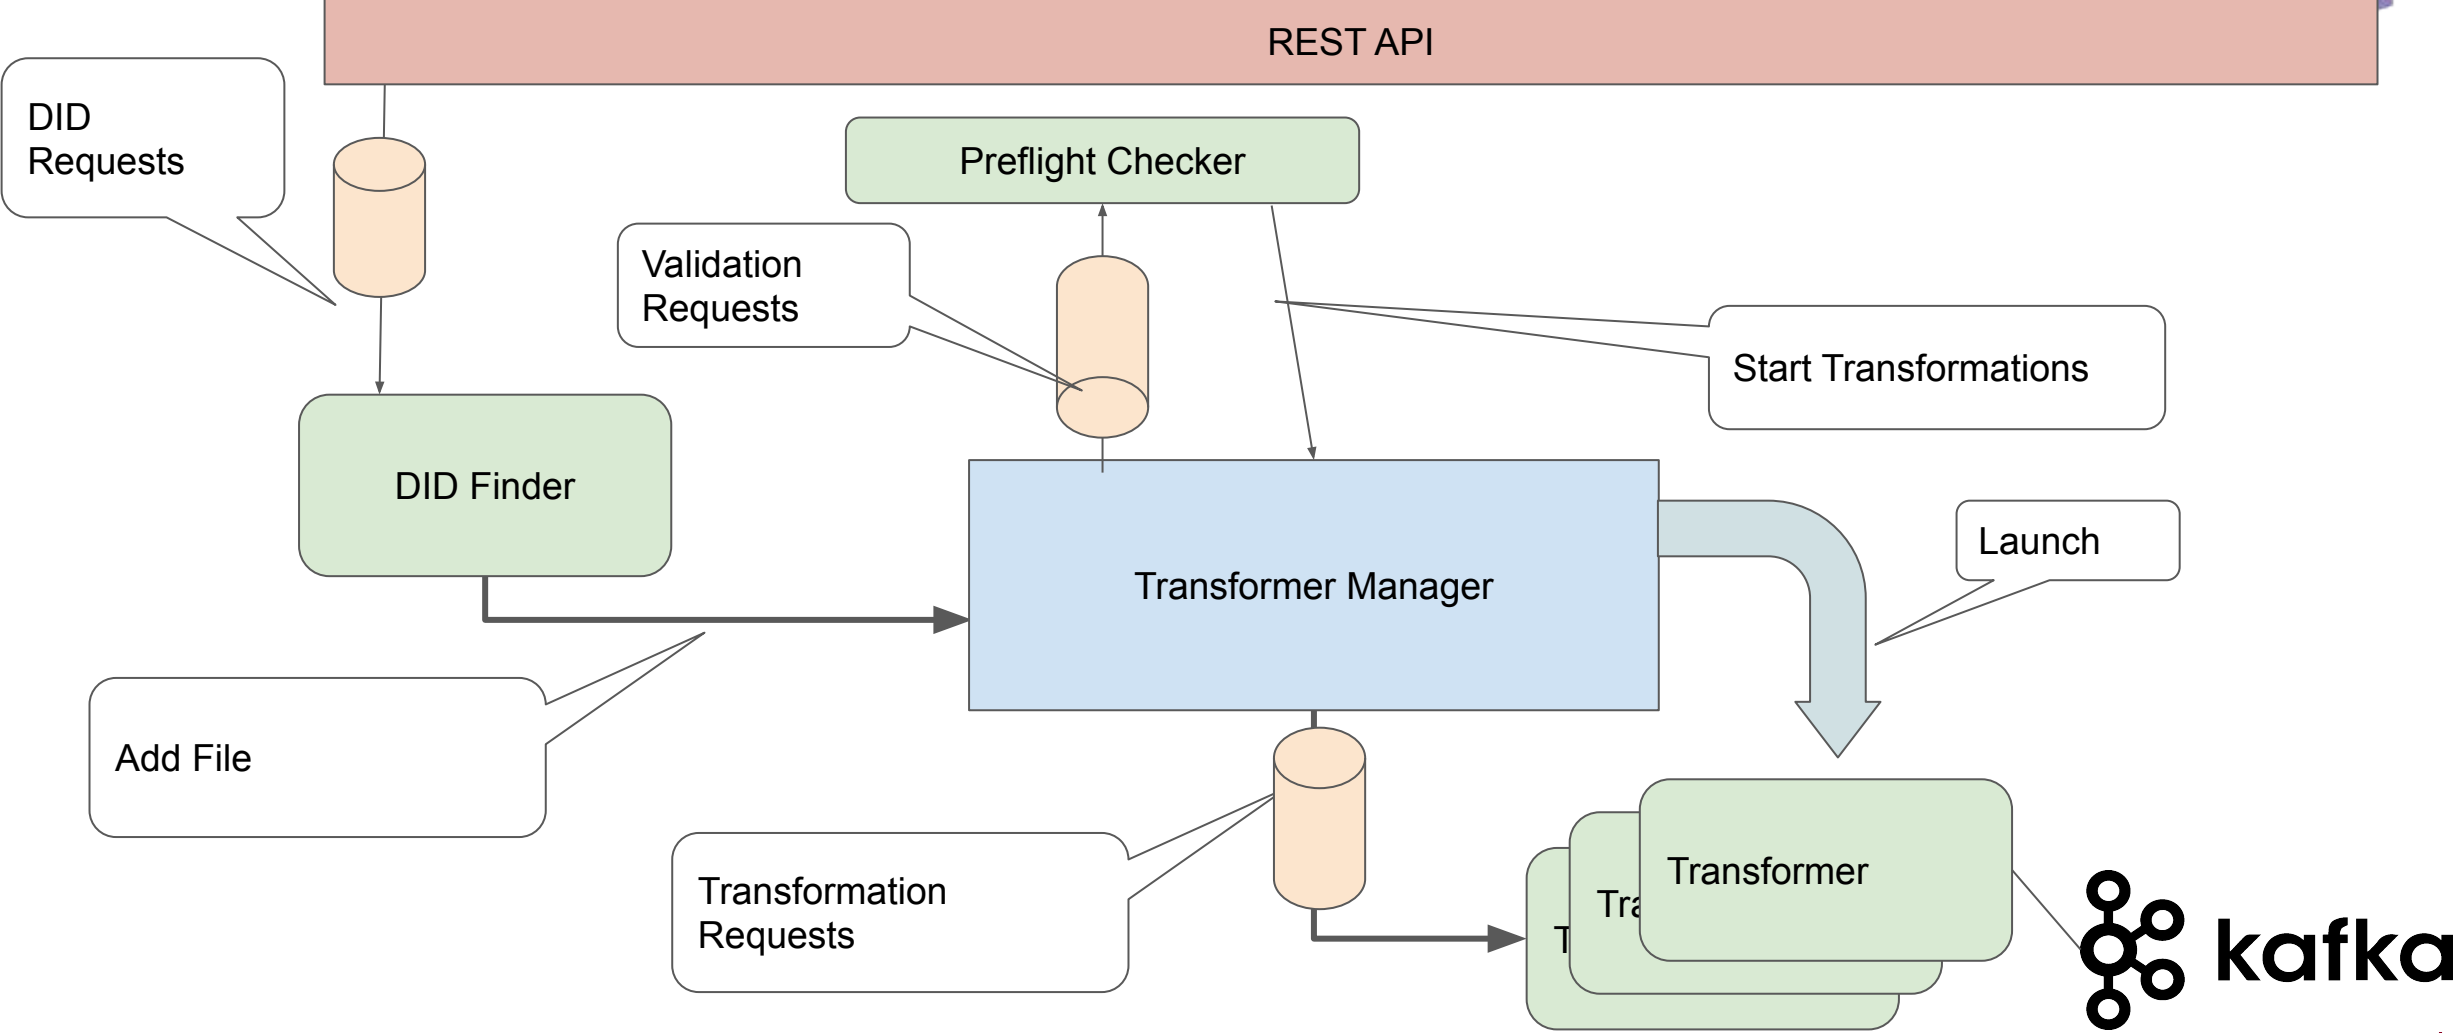 REST API
DID
Requests
Preflight Checker
Validation
Requests
Start Transformations
DID Finder
Launch
Transformer Manager
Add File
Transformer
Tra
T
Transformation
Requests
kafka